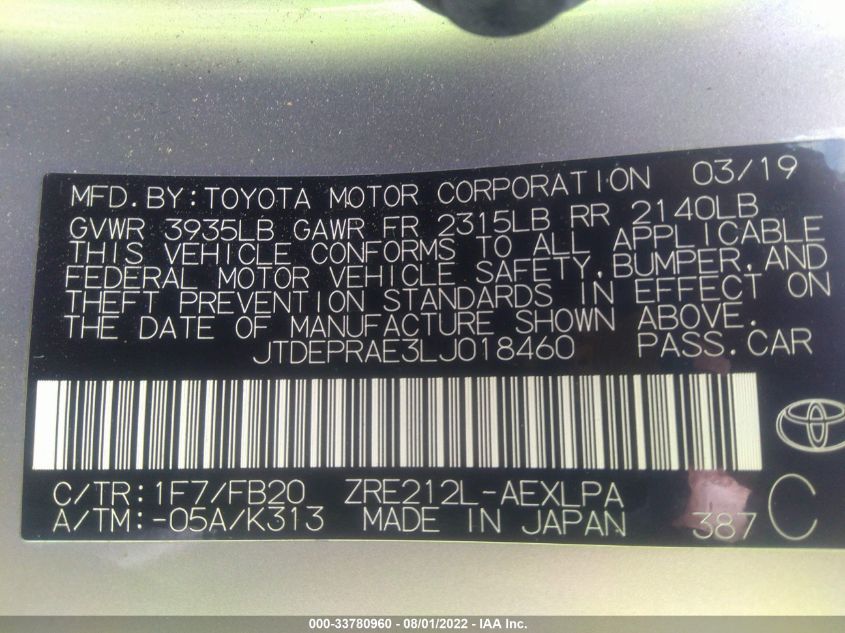 MFD.BY:TOYOTA MOTOR CORPORATION 03/19
GVWR 3935LB GAWR FR 2315LB RR 2140LB
THIS VEHICLE CONFORMS TO ALL APPLICABLE
FEDERAL MOTOR VEHICLE SAFETY,BUMPER,AND
THEFT PREVENTION STANDARDS IN EFFECT ON
THE DATE OF MANUFACTURE SHOWN ABOVE.
JTDEPRAE3LJ018460 PASS.CAR
C/TR:1F7/FB20 ZRE212L-AEXLPA
A/TM:-05A/K313 MADE IN JAPAN 387 C
000-33780960 - 08/01/2022 - IAA Inc.